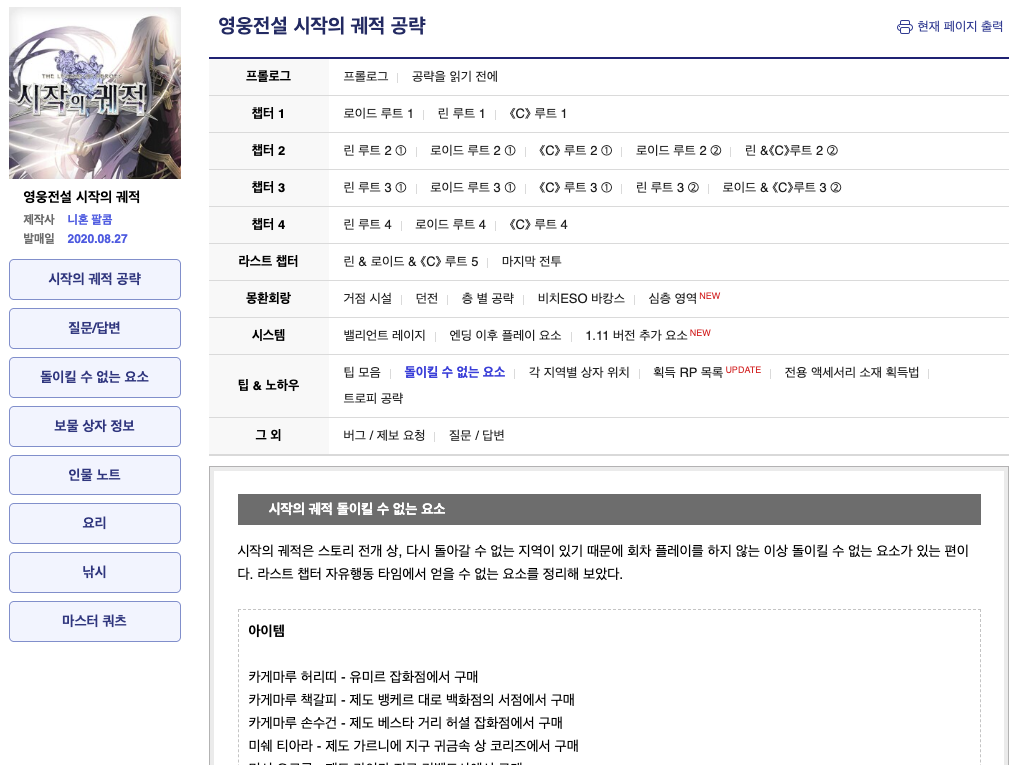 시작의 궤적
영웅전설 시작의 궤적
제작사 니혼 팔콤
발매일 2020.08.27
시작의 궤적 공략
질문/답변
돌이킬 수 없는 요소
보물 상자 정보
인물 노트
요리
낚시
마스터 쿼츠
영웅전설 시작의 궤적 공략
현재 페이지 출력
프롤로그 프롤로그 공략을 읽기 전에
챕터 1 로이드 루트 1 린 루트 1 《C》 루트 1
챕터 2 린 루트 2 ① 로이드 루트 2 ① 《C》 루트 2 ① 로이드 루트 2 ② 린 &《C》루트 2 ②
챕터 3 린 루트 3 ① 로이드 루트 3 ① 《C》 루트 3 ① 린 루트 3 ② 로이드 & 《C》루트 3 ②
챕터 4 린 루트 4 로이드 루트 4 《C》 루트 4
라스트 챕터 린 & 로이드 & 《C》 루트 5 마지막 전투
몽환회랑 거점 시설 던전 층 별 공략 비치ESO 바캉스 심층 영역 NEW
시스템 밸리언트 레이지 엔딩 이후 플레이 요소 1.11 버전 추가 요소 NEW
팁 & 노하우 팁 모음 돌이킬 수 없는 요소 각 지역별 상자 위치 획득 RP 목록 UPDATE 전용 액세서리 소재 획득법
트로피 공략
그 외 버그 / 제보 요청 질문 / 답변
시작의 궤적 돌이킬 수 없는 요소
시작의 궤적은 스토리 전개 상, 다시 돌아갈 수 없는 지역이 있기 때문에 회차 플레이를 하지 않는 이상 돌이킬 수 없는 요소가 있는 편이
다. 라스트 챕터 자유행동 타임에서 얻을 수 없는 요소를 정리해 보았다.
아이템
카게마루 허리띠 - 유미르 잡화점에서 구매
카게마루 책갈피 - 제도 뱅케르 대로 백화점의 서점에서 구매
카게마루 손수건 - 제도 베스타 거리 허셜 잡화점에서 구매
미쉐 티아라 - 제도 가르니에 지구 귀금속 상 코리즈에서 구매